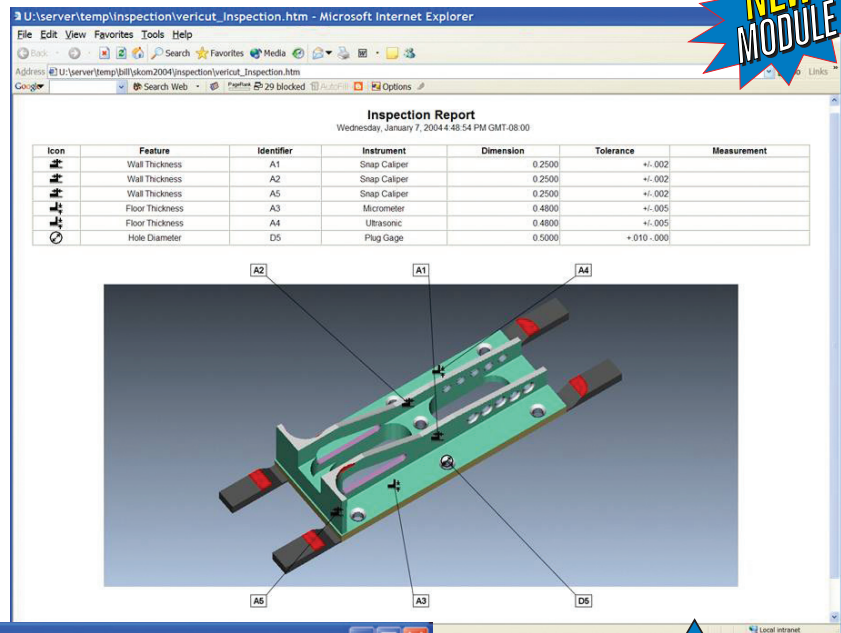 U:\server\temp\inspection\vericut_Inspection.htm - Microsoft Internet Explorer
NEW
MODULE
File Edit View Favorites Tools Help
Back Search Favorites Media
Address U:\server\temp\bill\skom2004\inspection\vericut_Inspection.htm Links
Google Search Web PageRank 29 blocked AutoFill Options
Inspection Report
Wednesday, January 7, 2004 4:48:54 PM GMT-08:00
Icon Feature Identifier Instrument Dimension Tolerance Measurement
Wall Thickness A1 Snap Caliper 0.2500 +/-.002
Wall Thickness A2 Snap Caliper 0.2500 +/-.002
Wall Thickness A5 Snap Caliper 0.2500 +/-.002
Floor Thickness A3 Micrometer 0.4800 +/-.005
Floor Thickness A4 Ultrasonic 0.4800 +/-.005
Hole Diameter D5 Plug Gage 0.5000 +.010 -.000
A2 A1 A4
A5 A3 D5
Local intranet